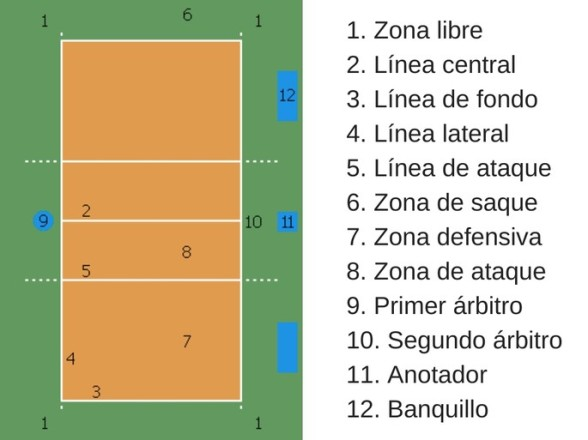 1 6 1
12
9 2 10 11
8
5
7
4
3
1 1
1. Zona libre
2. Línea central
3. Línea de fondo
4. Línea lateral
5. Línea de ataque
6. Zona de saque
7. Zona defensiva
8. Zona de ataque
9. Primer árbitro
10. Segundo árbitro
11. Anotador
12. Banquillo